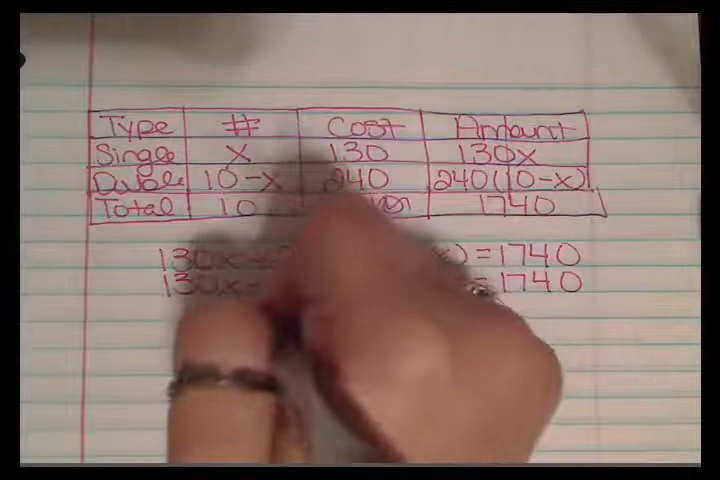 Type # Cost Amount
Single x 130 130x
Double 10-x 240 240(10-x)
Total 10 1740
130x+ x) =1740
130x =1740